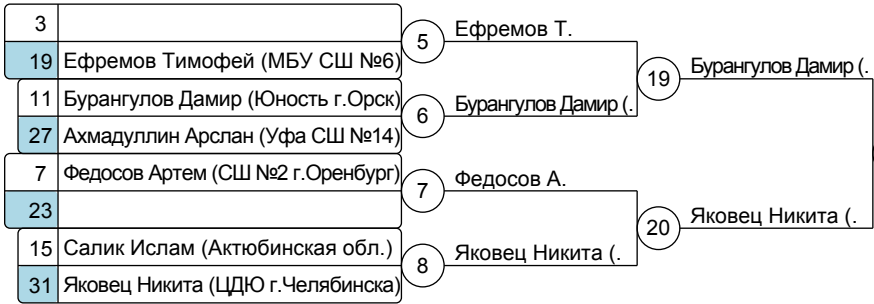 3
5 Ефремов Т.
19 Ефремов Тимофей (МБУ СШ №6)
19 Бурангулов Дамир (.
11 Бурангулов Дамир (Юность г.Орск)
6 Бурангулов Дамир (.
27 Ахмадуллин Арслан (Уфа СШ №14)
7 Федосов Артем (СШ №2 г.Оренбург)
7 Федосов А.
23
20 Яковец Никита (.
15 Салик Ислам (Актюбинская обл.)
8 Яковец Никита (.
31 Яковец Никита (ЦДЮ г.Челябинска)